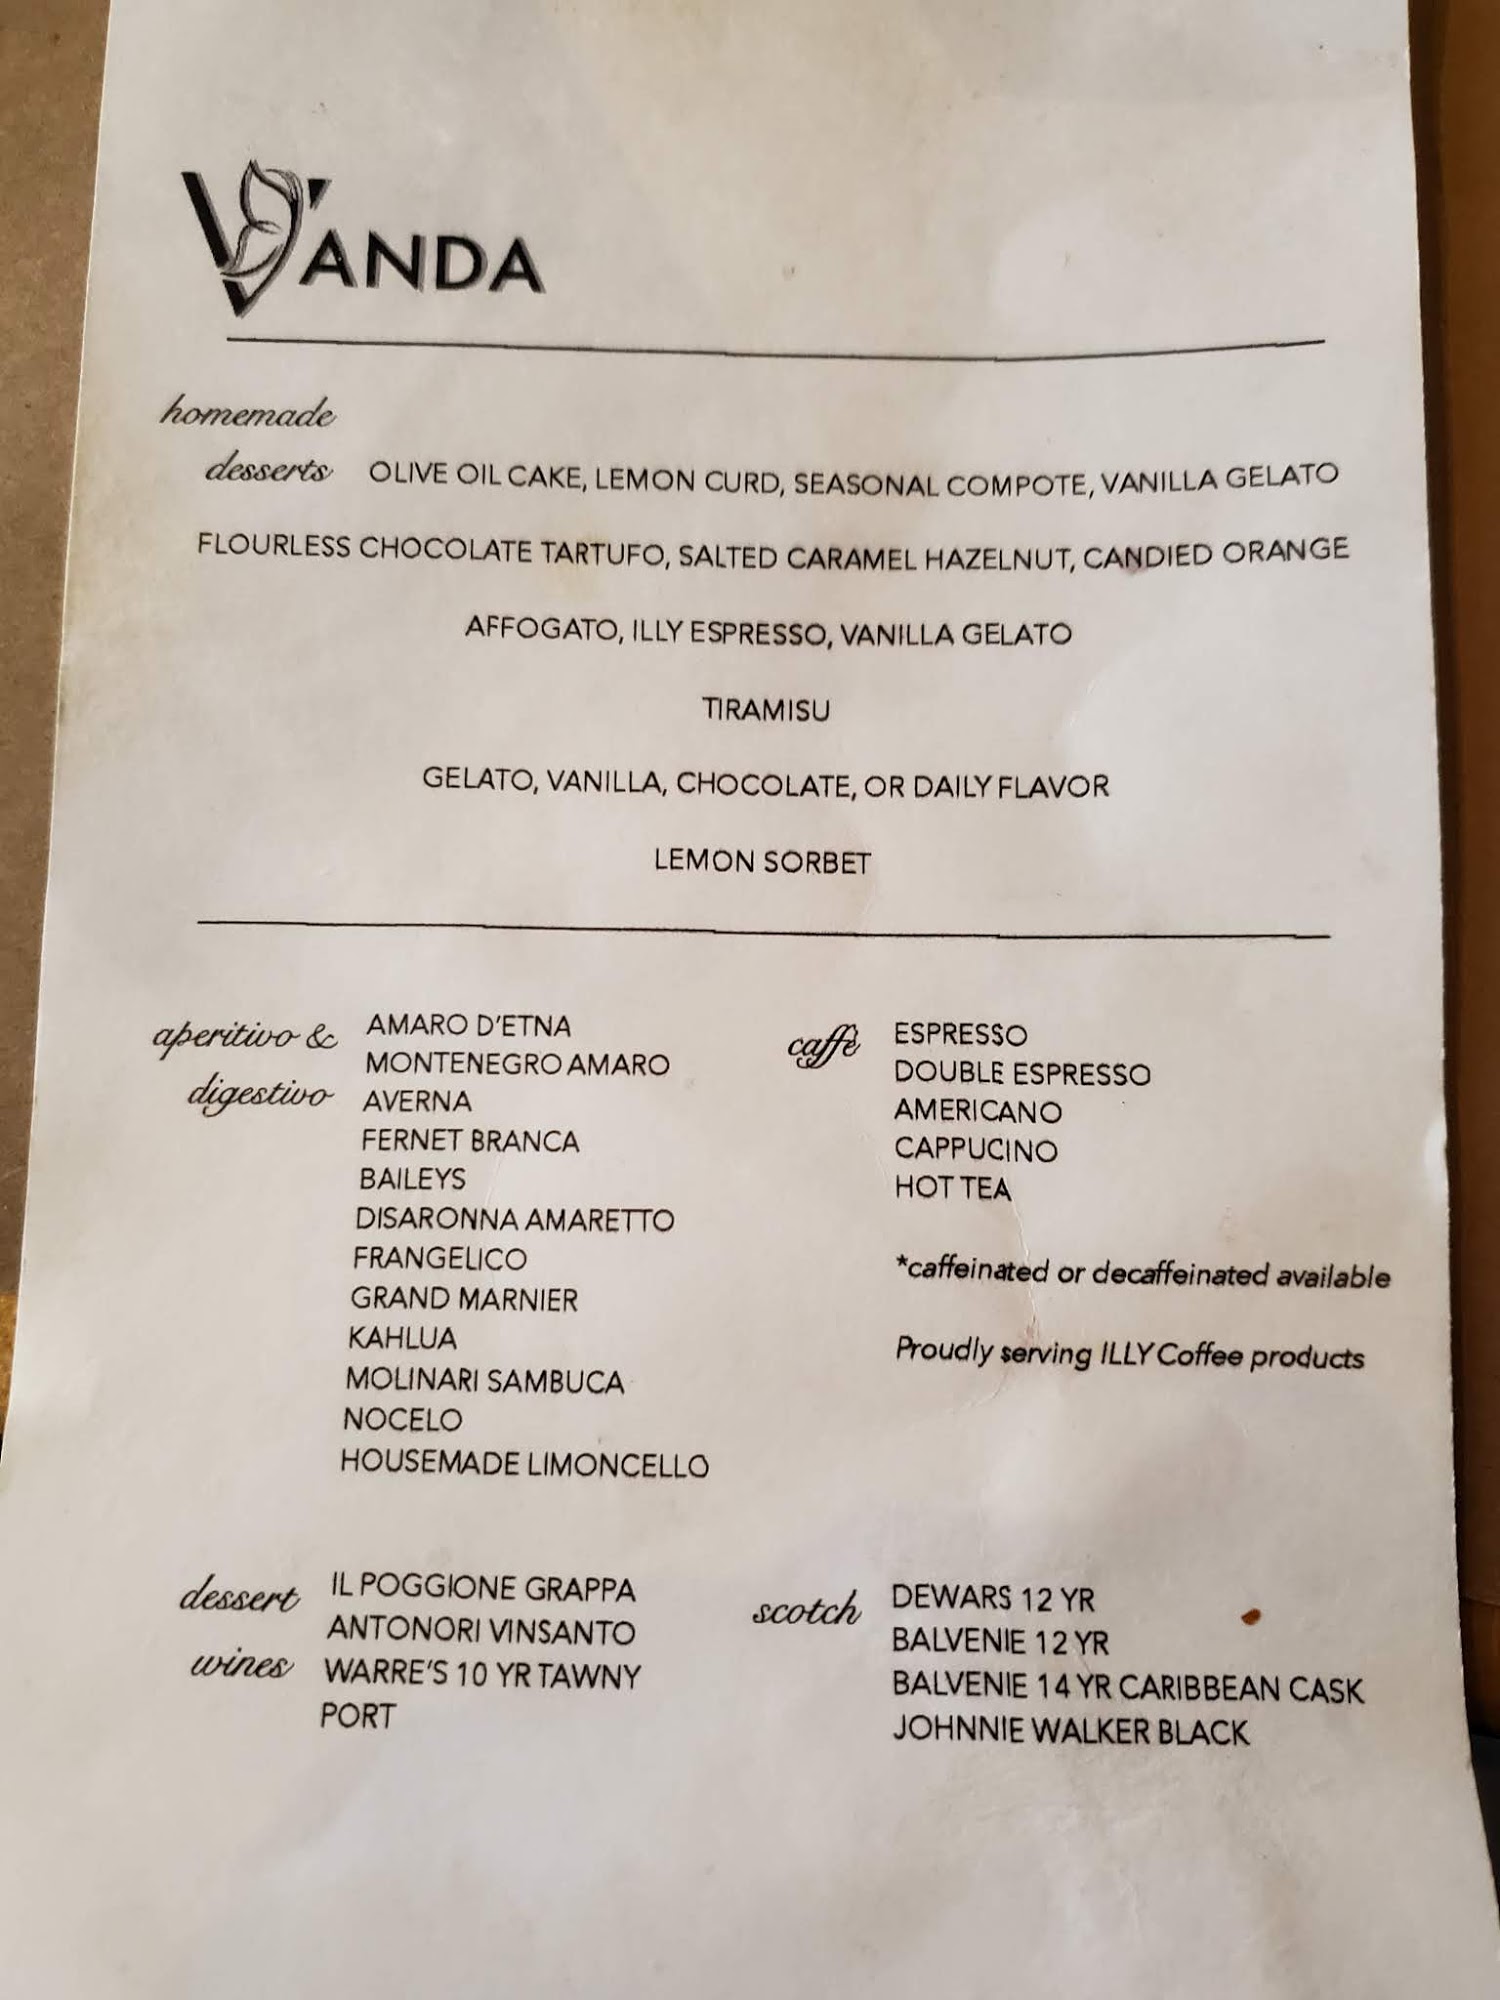 V'ANDA
homemade
desserts OLIVE OIL CAKE, LEMON CURD, SEASONAL COMPOTE, VANILLA GELATO
FLOURLESS CHOCOLATE TARTUFO, SALTED CARAMEL HAZELNUT, CANDIED ORANGE
AFFOGATO, ILLY ESPRESSO, VANILLA GELATO
TIRAMISU
GELATO, VANILLA, CHOCOLATE, OR DAILY FLAVOR
LEMON SORBET
aperitivo &
digestivo
AMARO D'ETNA
MONTENEGRO AMARO
AVERNA
FERNET BRANCA
BAILEYS
DISARONNA AMARETTO
FRANGELICO
GRAND MARNIER
KAHLUA
MOLINARI SAMBUCA
NOCELO
HOUSEMADE LIMONCELLO
caffè
ESPRESSO
DOUBLE ESPRESSO
AMERICANO
CAPPUCINO
HOT TEA
*caffeinated or decaffeinated available
Proudly serving ILLY Coffee products
dessert
wines
IL POGGIONE GRAPPA
ANTONORI VINSANTO
WARRE'S 10 YR TAWNY
PORT
scotch
DEWARS 12 YR
BALVENIE 12 YR
BALVENIE 14 YR CARIBBEAN CASK
JOHNNIE WALKER BLACK